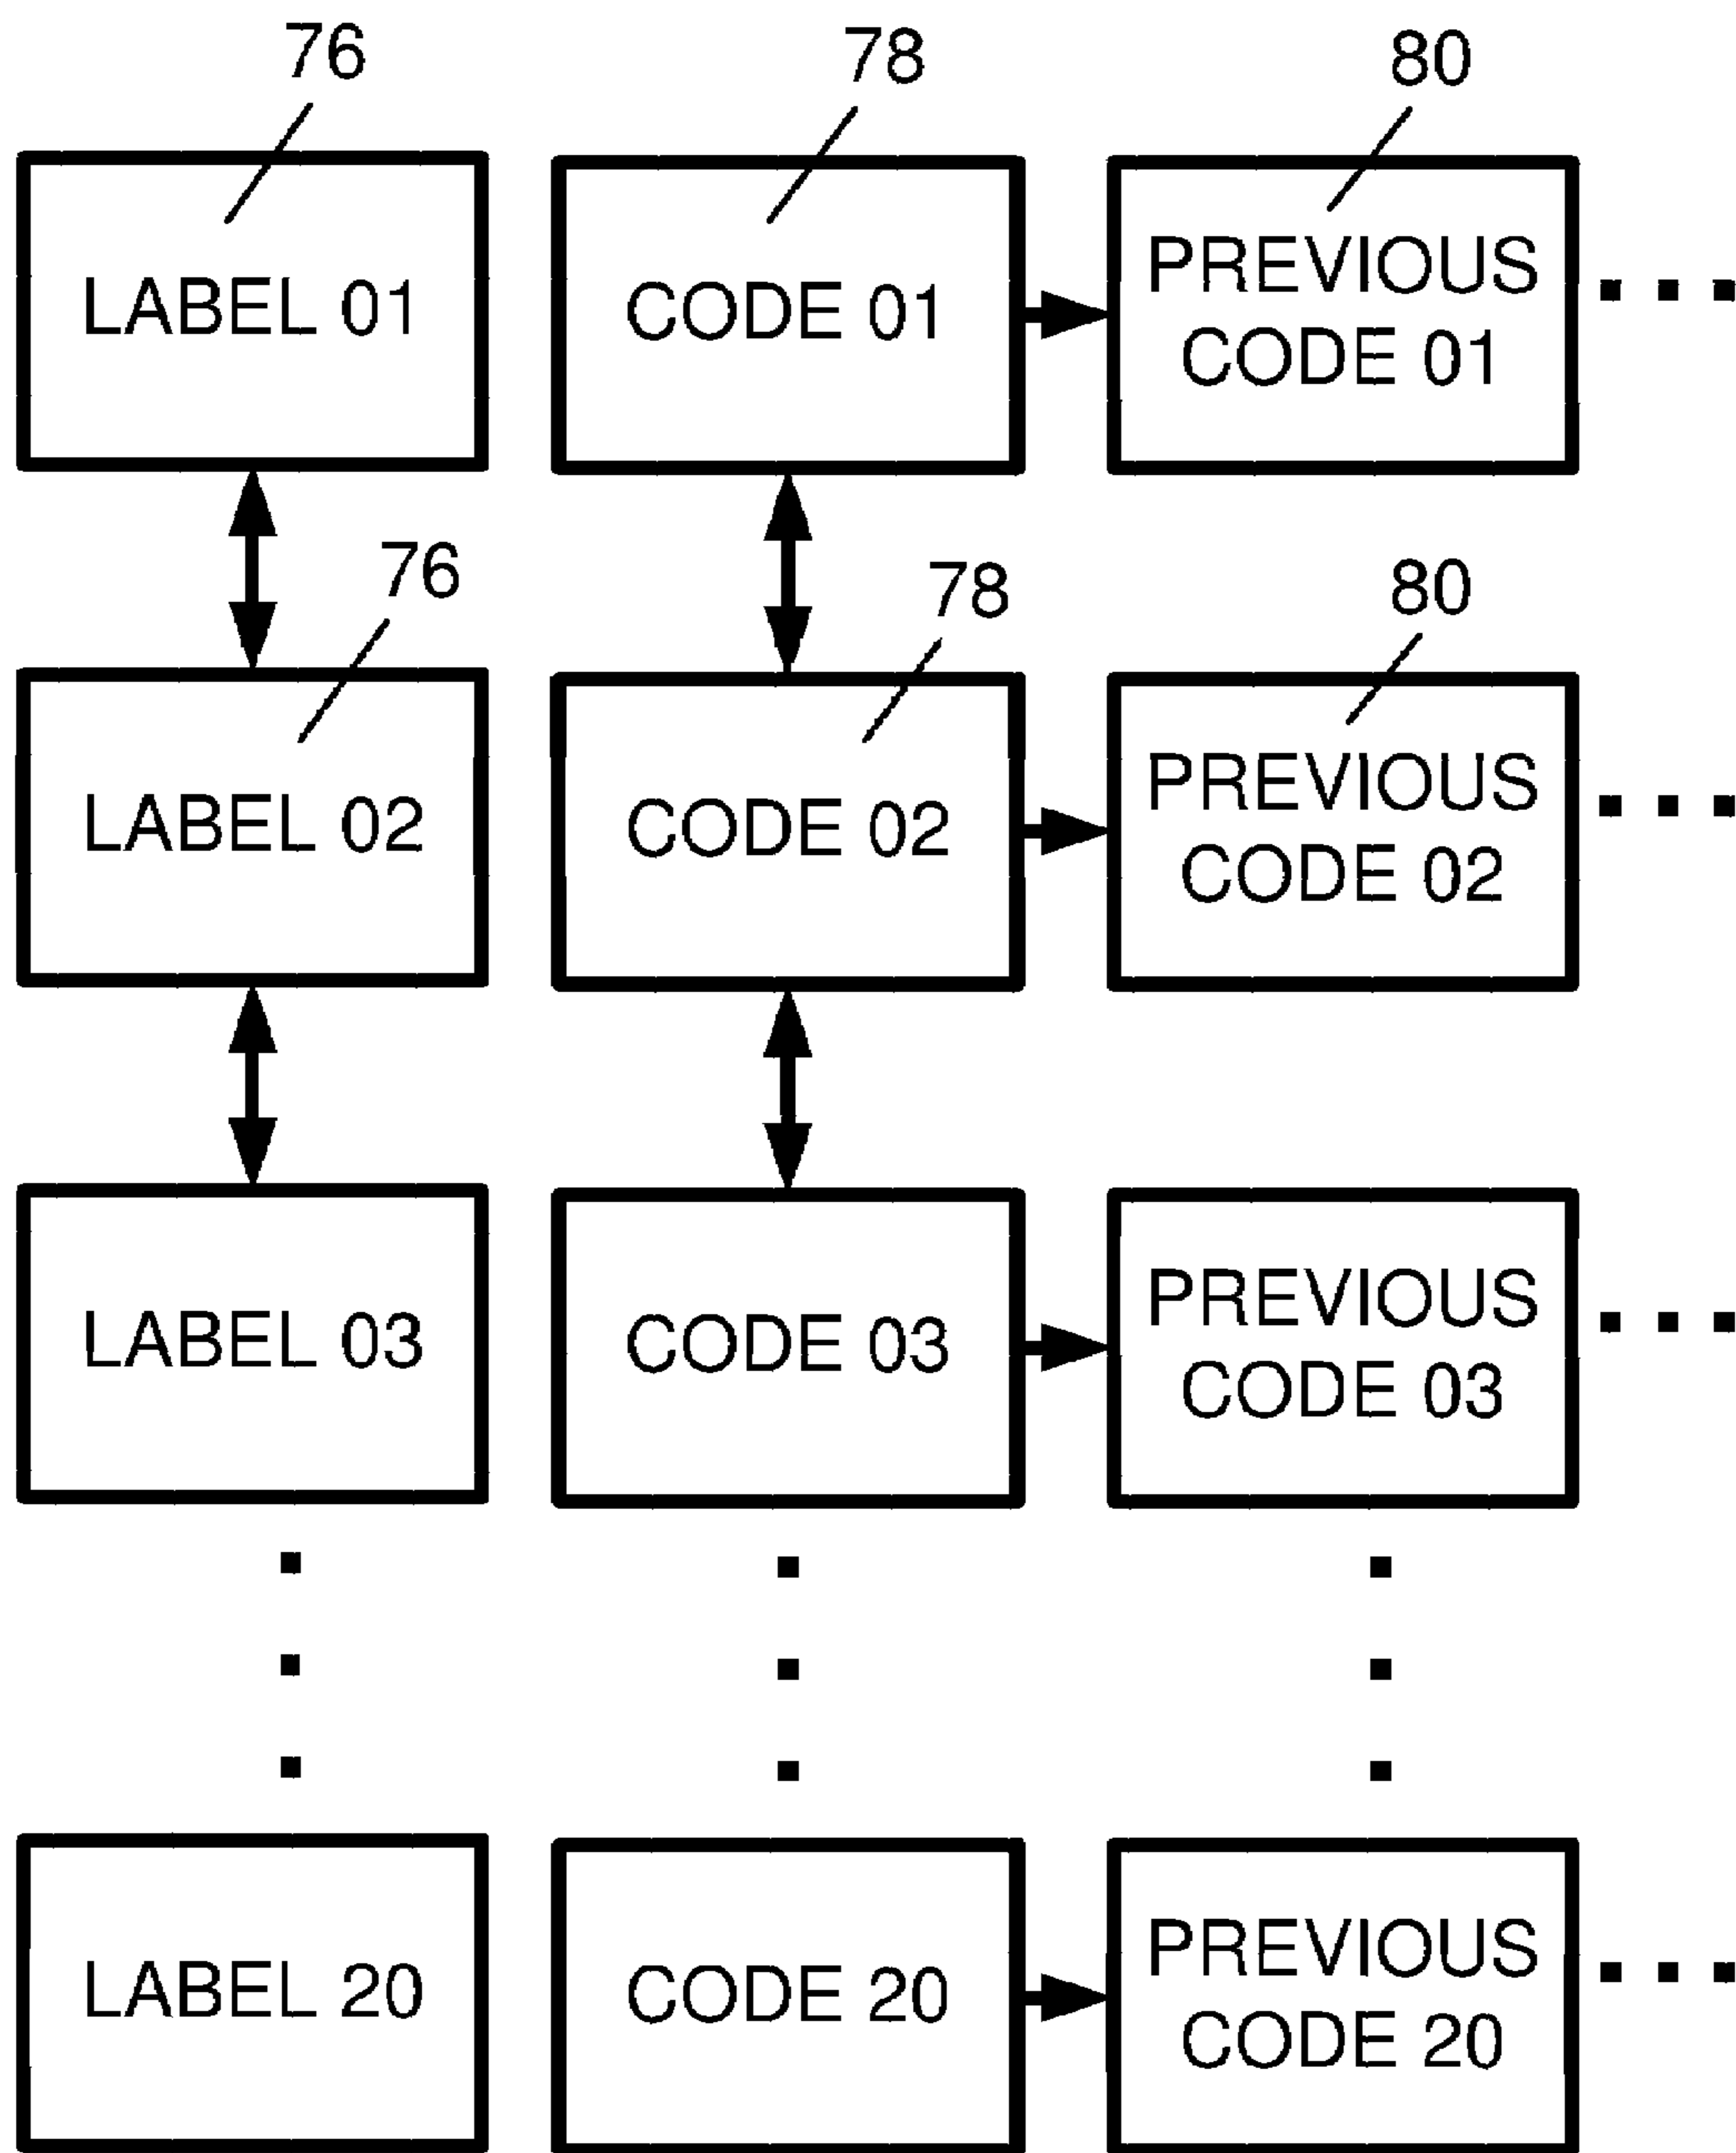 76
78
80
LABEL 01
CODE 01
PREVIOUS
CODE 01
76
78
80
LABEL 02
CODE 02
PREVIOUS
CODE 02
LABEL 03
CODE 03
PREVIOUS
CODE 03
LABEL 20
CODE 20
PREVIOUS
CODE 20